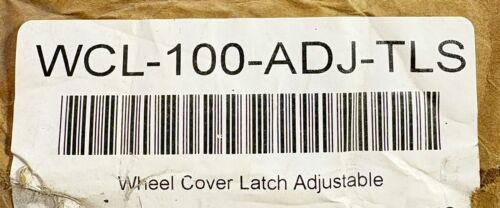 WCL-100-ADJ-TLS
Wheel Cover Latch Adjustable